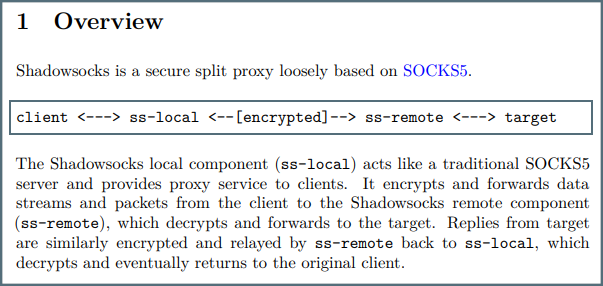 1 Overview
Shadowsocks is a secure split proxy loosely based on SOCKS5.
client <---> ss-local <--[encrypted]--> ss-remote <---> target
The Shadowsocks local component (ss-local) acts like a traditional SOCKS5
server and provides proxy service to clients. It encrypts and forwards data
streams and packets from the client to the Shadowsocks remote component
(ss-remote), which decrypts and forwards to the target. Replies from target
are similarly encrypted and relayed by ss-remote back to ss-local, which
decrypts and eventually returns to the original client.